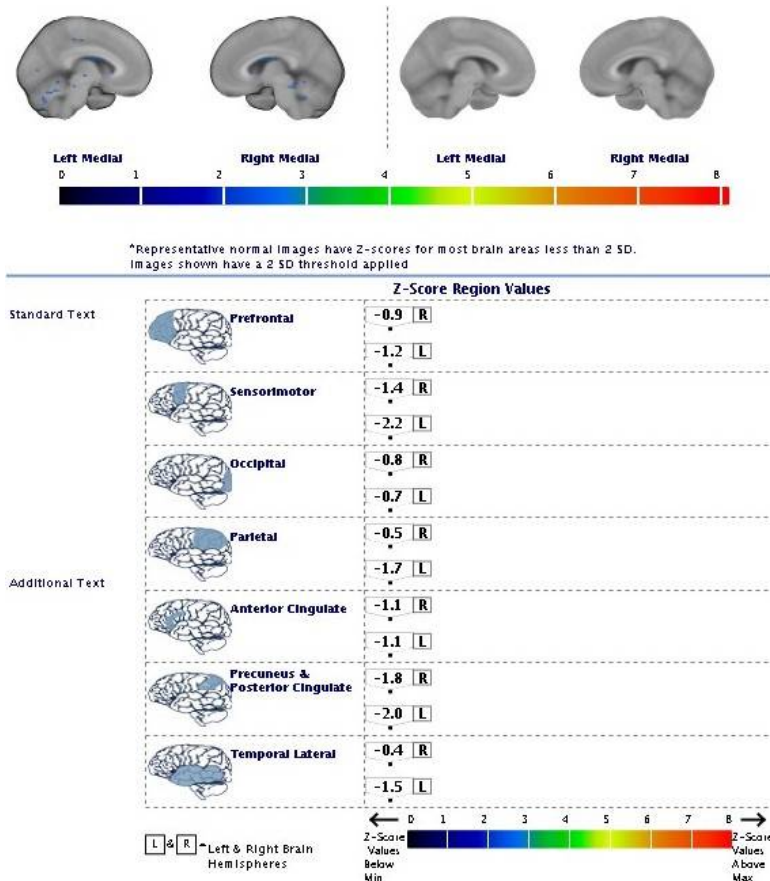 Left Medial Right Medial Left Medial Right Medial
0 1 2 3 4 5 6 7 8
*Representative normal images have Z-scores for most brain areas less than 2 SD.
Images shown have a 2 SD threshold applied
Z-Score Region Values
Standard Text
Prefrontal
-0.9 R
-1.2 L
Sensorimotor
-1.4 R
-2.2 L
Occipital
-0.8 R
-0.7 L
Parietal
-0.5 R
-1.7 L
Additional Text
Anterior Cingulate
-1.1 R
-1.1 L
Precuneus &
Posterior Cingulate
-1.8 R
-2.0 L
Temporal Lateral
-0.4 R
-1.5 L
0 1 2 3 4 5 6 7 8
L & R *Left & Right Brain
Hemispheres
Z-Score
Values
Below
Min
Z-Score
Values
Above
Max